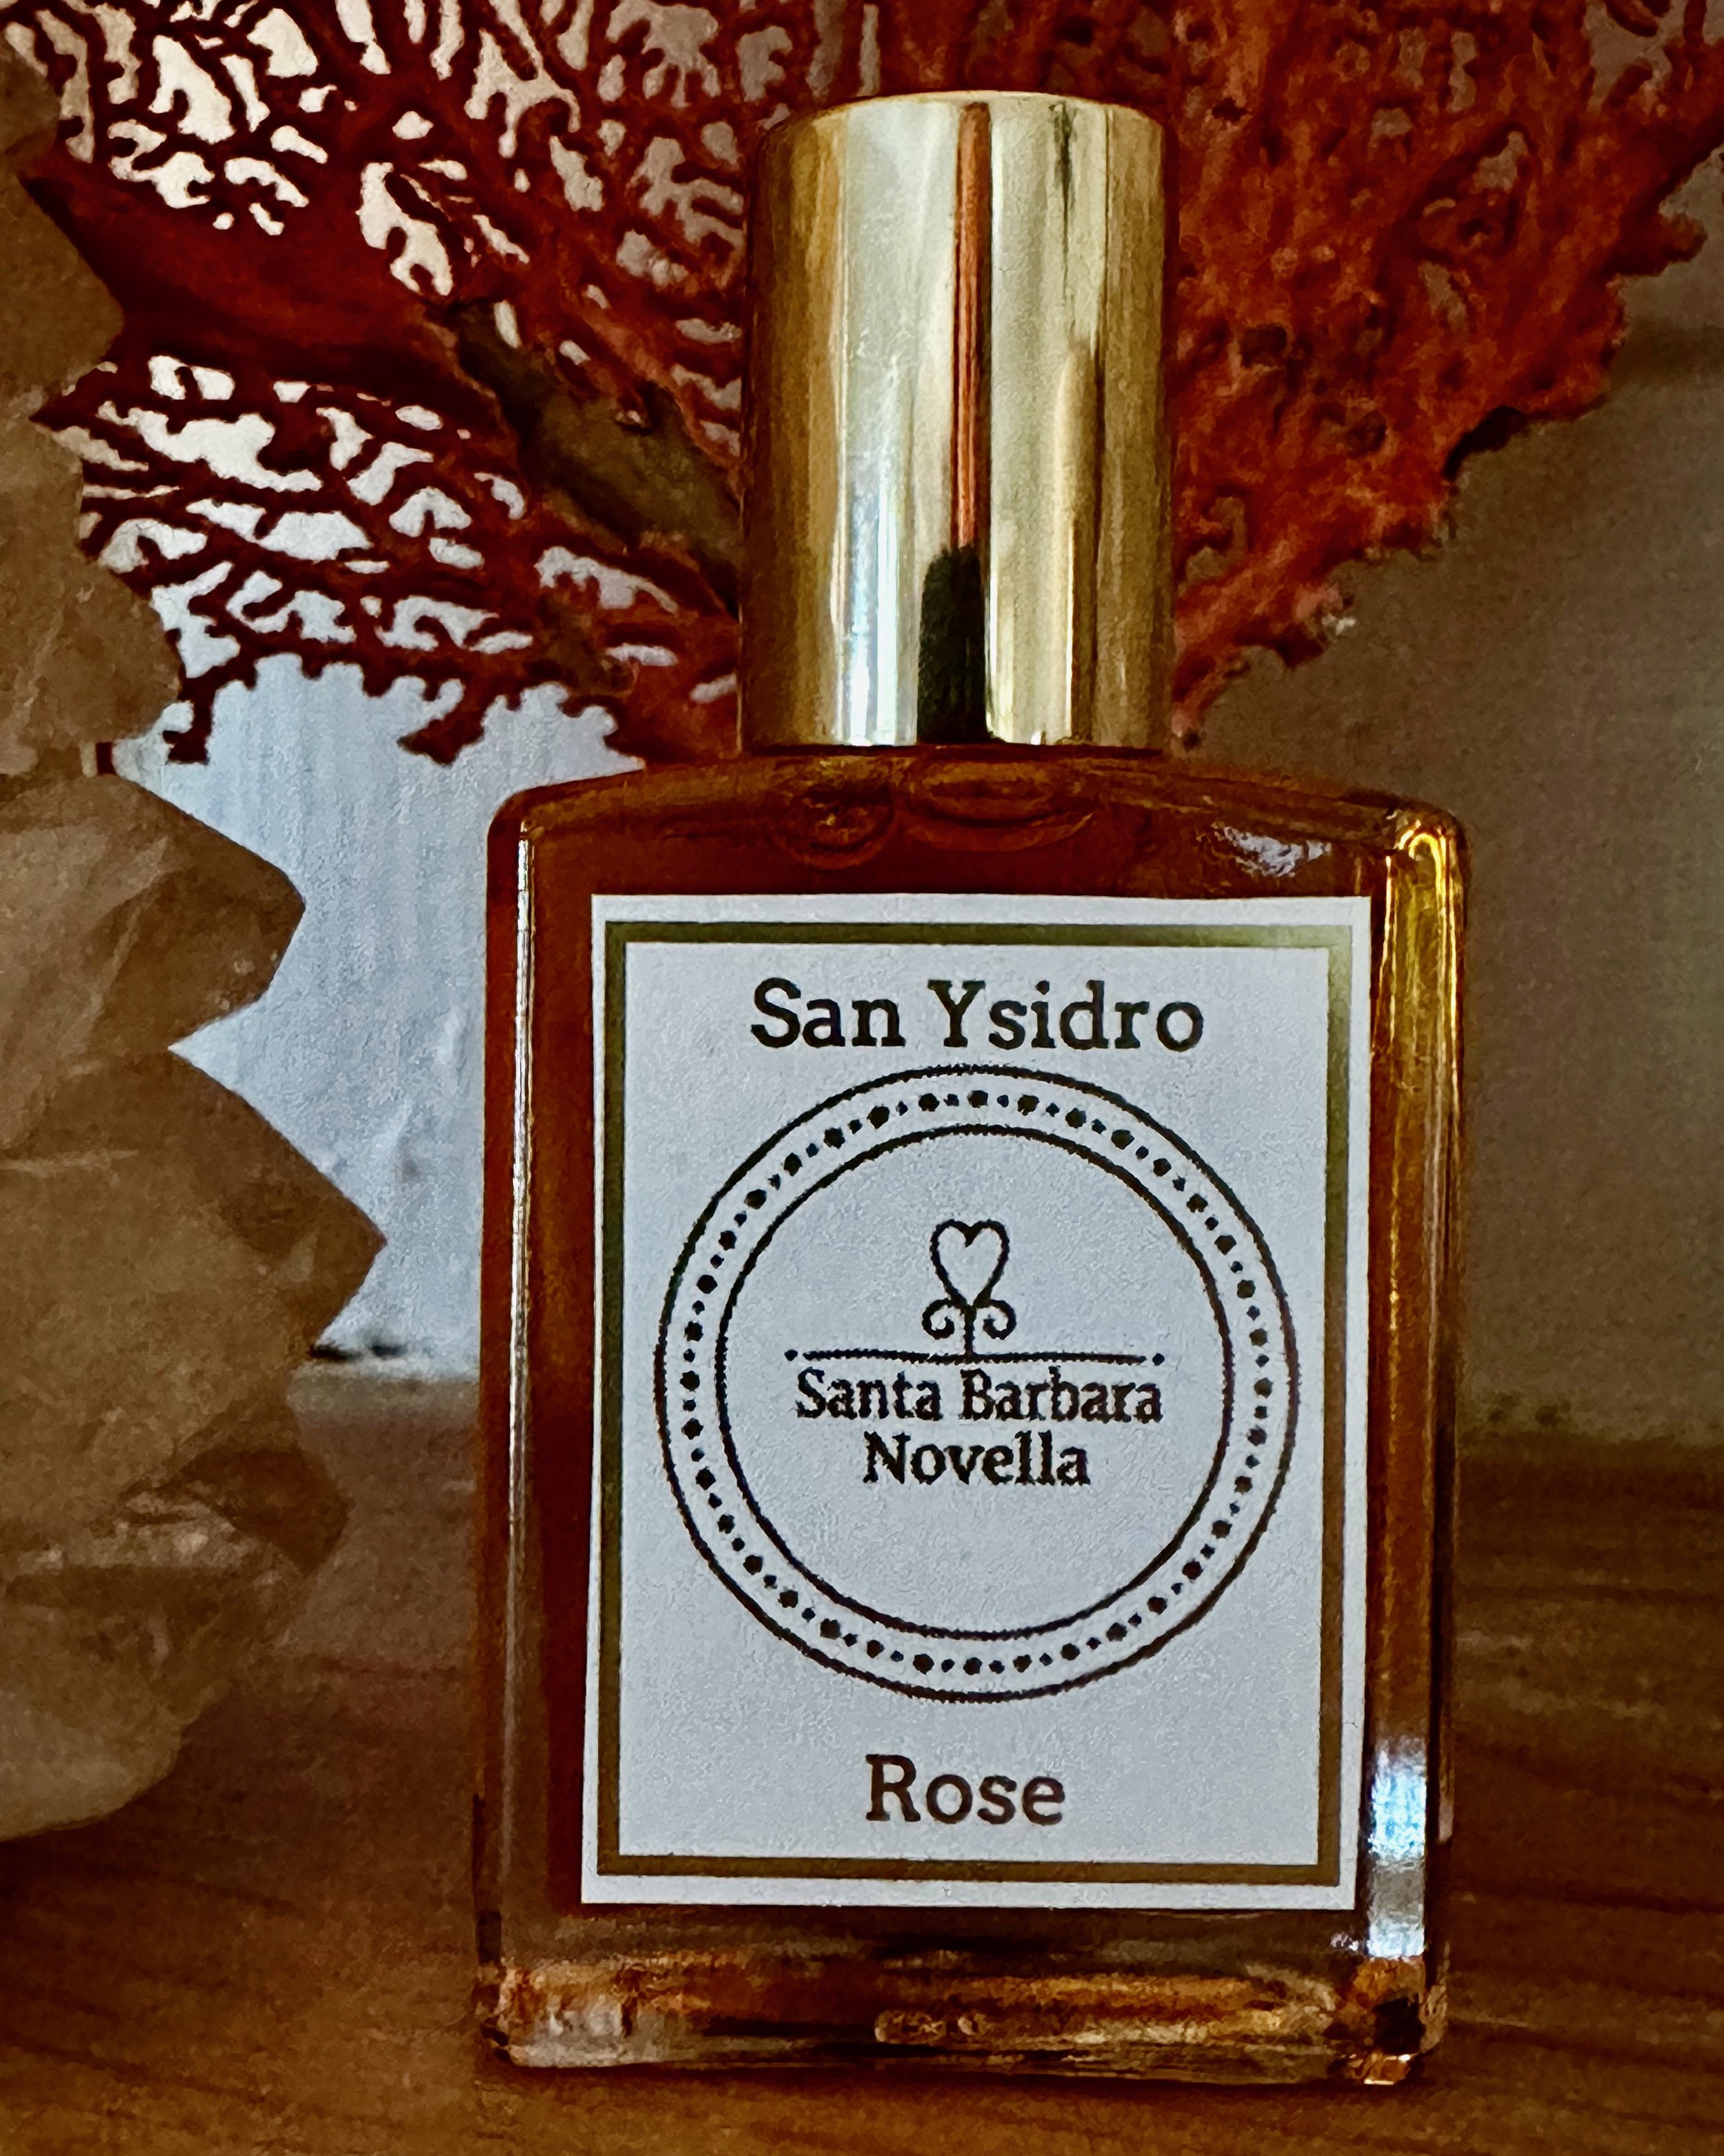 San Ysidro
Santa Barbara
Novella
Rose